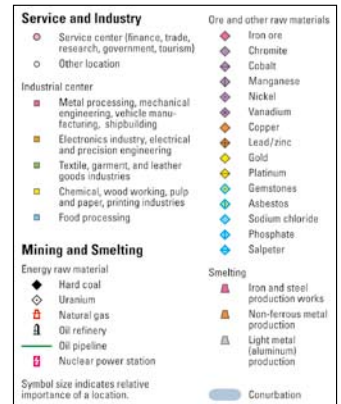 Service and Industry
Service center (finance, trade,
research, government, tourism)
Other location
Industrial center
Metal processing, mechanical
engineering, vehicle manu-
facturing, shipbuilding
Electronics industry, electrical
and precision engineering
Textile, garment, and leather
goods industries
Chemical, wood working, pulp
and paper, printing industries
Food processing
Mining and Smelting
Energy raw material
Hard coal
Uranium
Natural gas
Oil refinery
Oil pipeline
Nuclear power station
Symbol size indicates relative
importance of a location.
Ore and other raw materials
Iron ore
Chromite
Cobalt
Manganese
Nickel
Vanadium
Copper
Lead/zinc
Gold
Platinum
Gemstones
Asbestos
Sodium chloride
Phosphate
Salpeter
Smelting
Iron and steel
production works
Non-ferrous metal
production
Light metal
(aluminum)
production
Conurbation